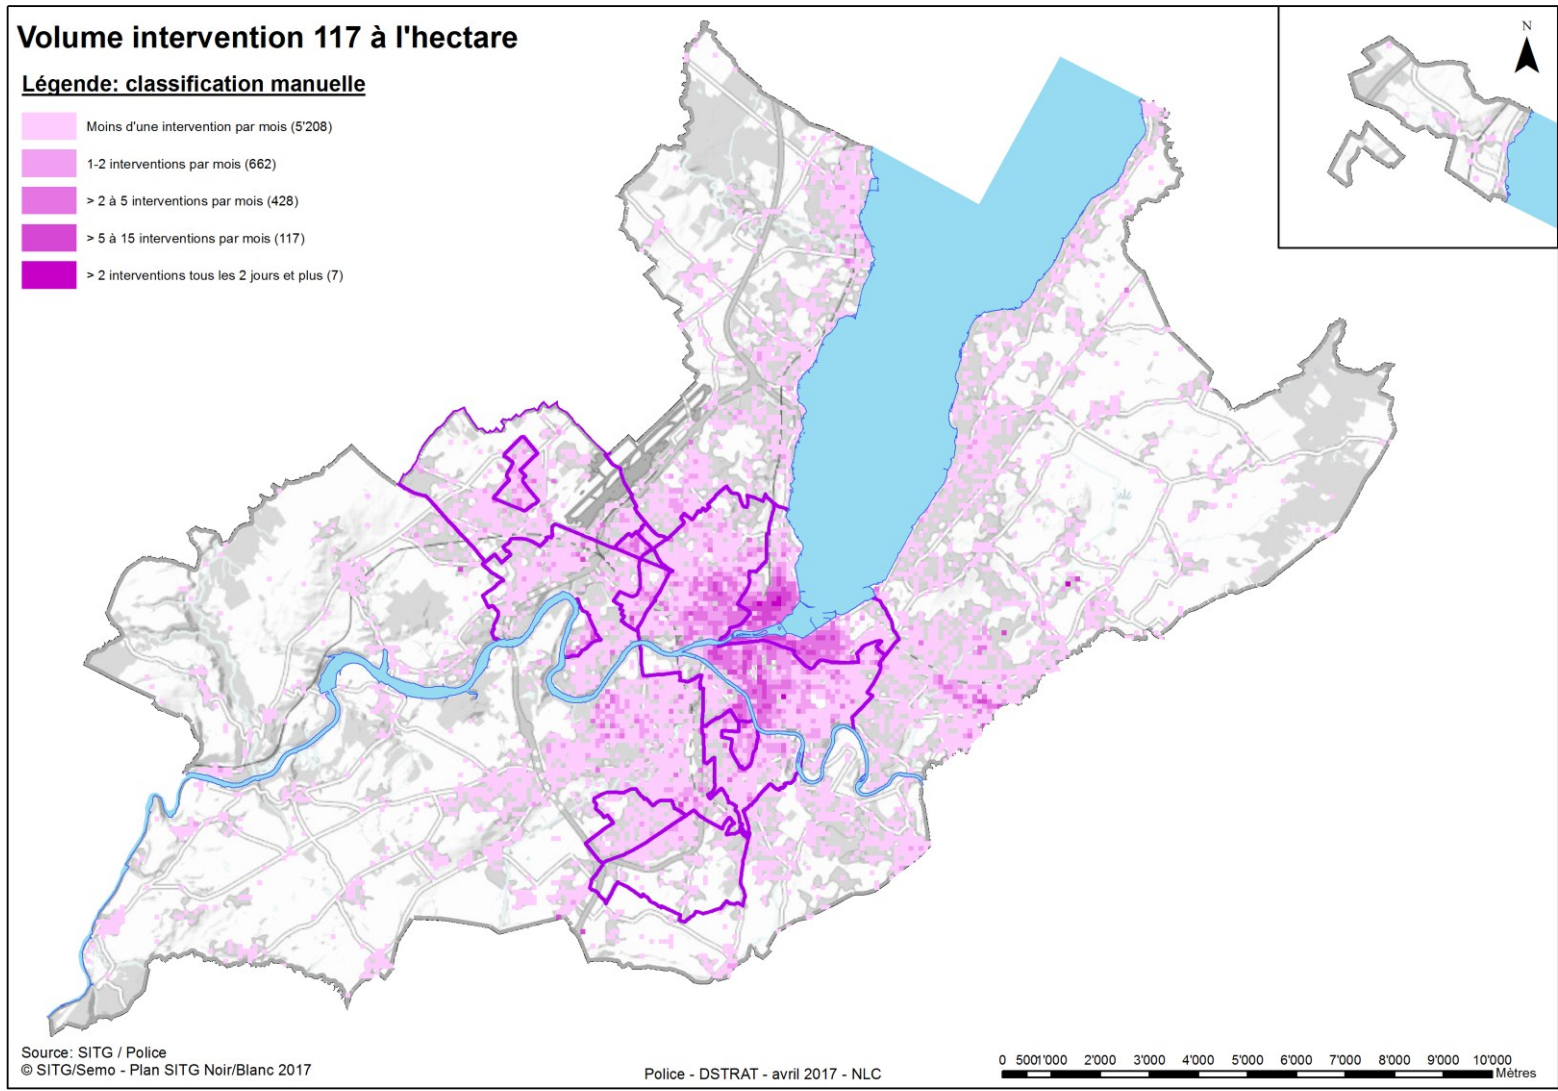 Volume intervention 117 à l'hectare
Légende: classification manuelle
Moins d'une intervention par mois (5'208)
1-2 interventions par mois (662)
> 2 à 5 interventions par mois (428)
> 5 à 15 interventions par mois (117)
> 2 interventions tous les 2 jours et plus (7)
N
Source: SITG / Police
© SITG/Semo - Plan SITG Noir/Blanc 2017
Police - DSTRAT - avril 2017 - NLC
0 5001'000 2'000 3'000 4'000 5'000 6'000 7'000 8'000 9'000 10'000
Mètres